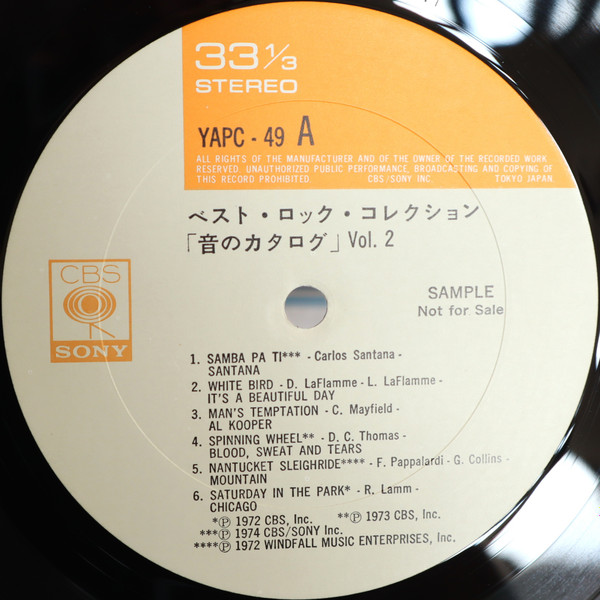 33 1/3
STEREO
YAPC - 49 A
ALL RIGHTS OF THE MANUFACTURER AND OF THE OWNER OF THE RECORDED WORK
RESERVED. UNAUTHORIZED PUBLIC PERFORMANCE, BROADCASTING AND COPYING OF
THIS RECORD PROHIBITED. CBS/SONY INC. TOKYO JAPAN.
ベスト・ロック・コレクション
「音のカタログ」Vol. 2
CBS
SONY
SAMPLE
Not for Sale
1. SAMBA PA TI*** - Carlos Santana -
SANTANA
2. WHITE BIRD - D. LaFlamme - L. LaFlamme -
IT'S A BEAUTIFUL DAY
3. MAN'S TEMPTATION - C. Mayfield -
AL KOOPER
4. SPINNING WHEEL** - D. C. Thomas -
BLOOD, SWEAT AND TEARS
5. NANTUCKET SLEIGHRIDE**** - F. Pappalardi - G. Collins -
MOUNTAIN
6. SATURDAY IN THE PARK* - R. Lamm -
CHICAGO
*℗ 1972 CBS, Inc. **℗ 1973 CBS, Inc.
***℗ 1974 CBS/SONY Inc.
****℗ 1972 WINDFALL MUSIC ENTERPRISES, Inc.